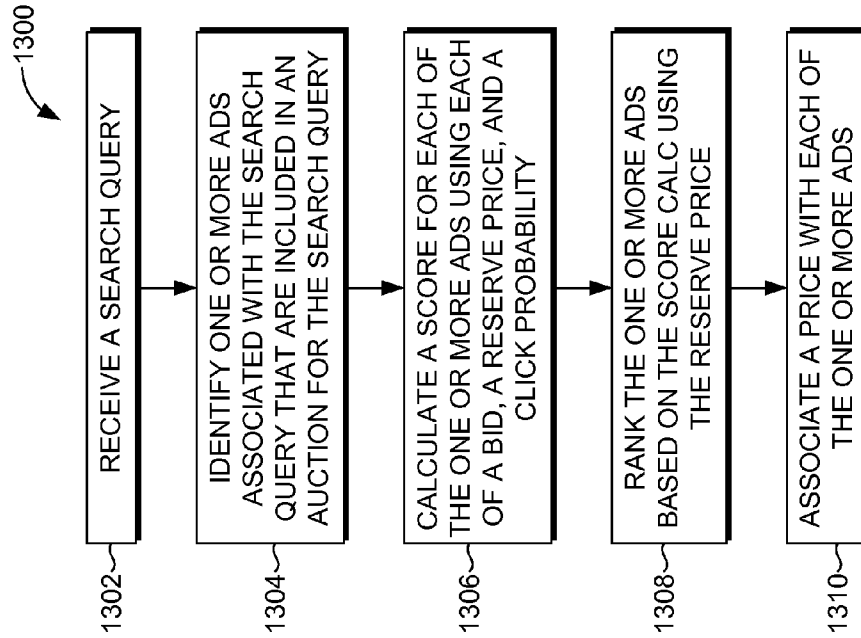 1300
1302
RECEIVE A SEARCH QUERY
1304
IDENTIFY ONE OR MORE ADS
ASSOCIATED WITH THE SEARCH
QUERY THAT ARE INCLUDED IN AN
AUCTION FOR THE SEARCH QUERY
1306
CALCULATE A SCORE FOR EACH OF
THE ONE OR MORE ADS USING EACH
OF A BID, A RESERVE PRICE, AND A
CLICK PROBABILITY
1308
RANK THE ONE OR MORE ADS
BASED ON THE SCORE CALC USING
THE RESERVE PRICE
1310
ASSOCIATE A PRICE WITH EACH OF
THE ONE OR MORE ADS